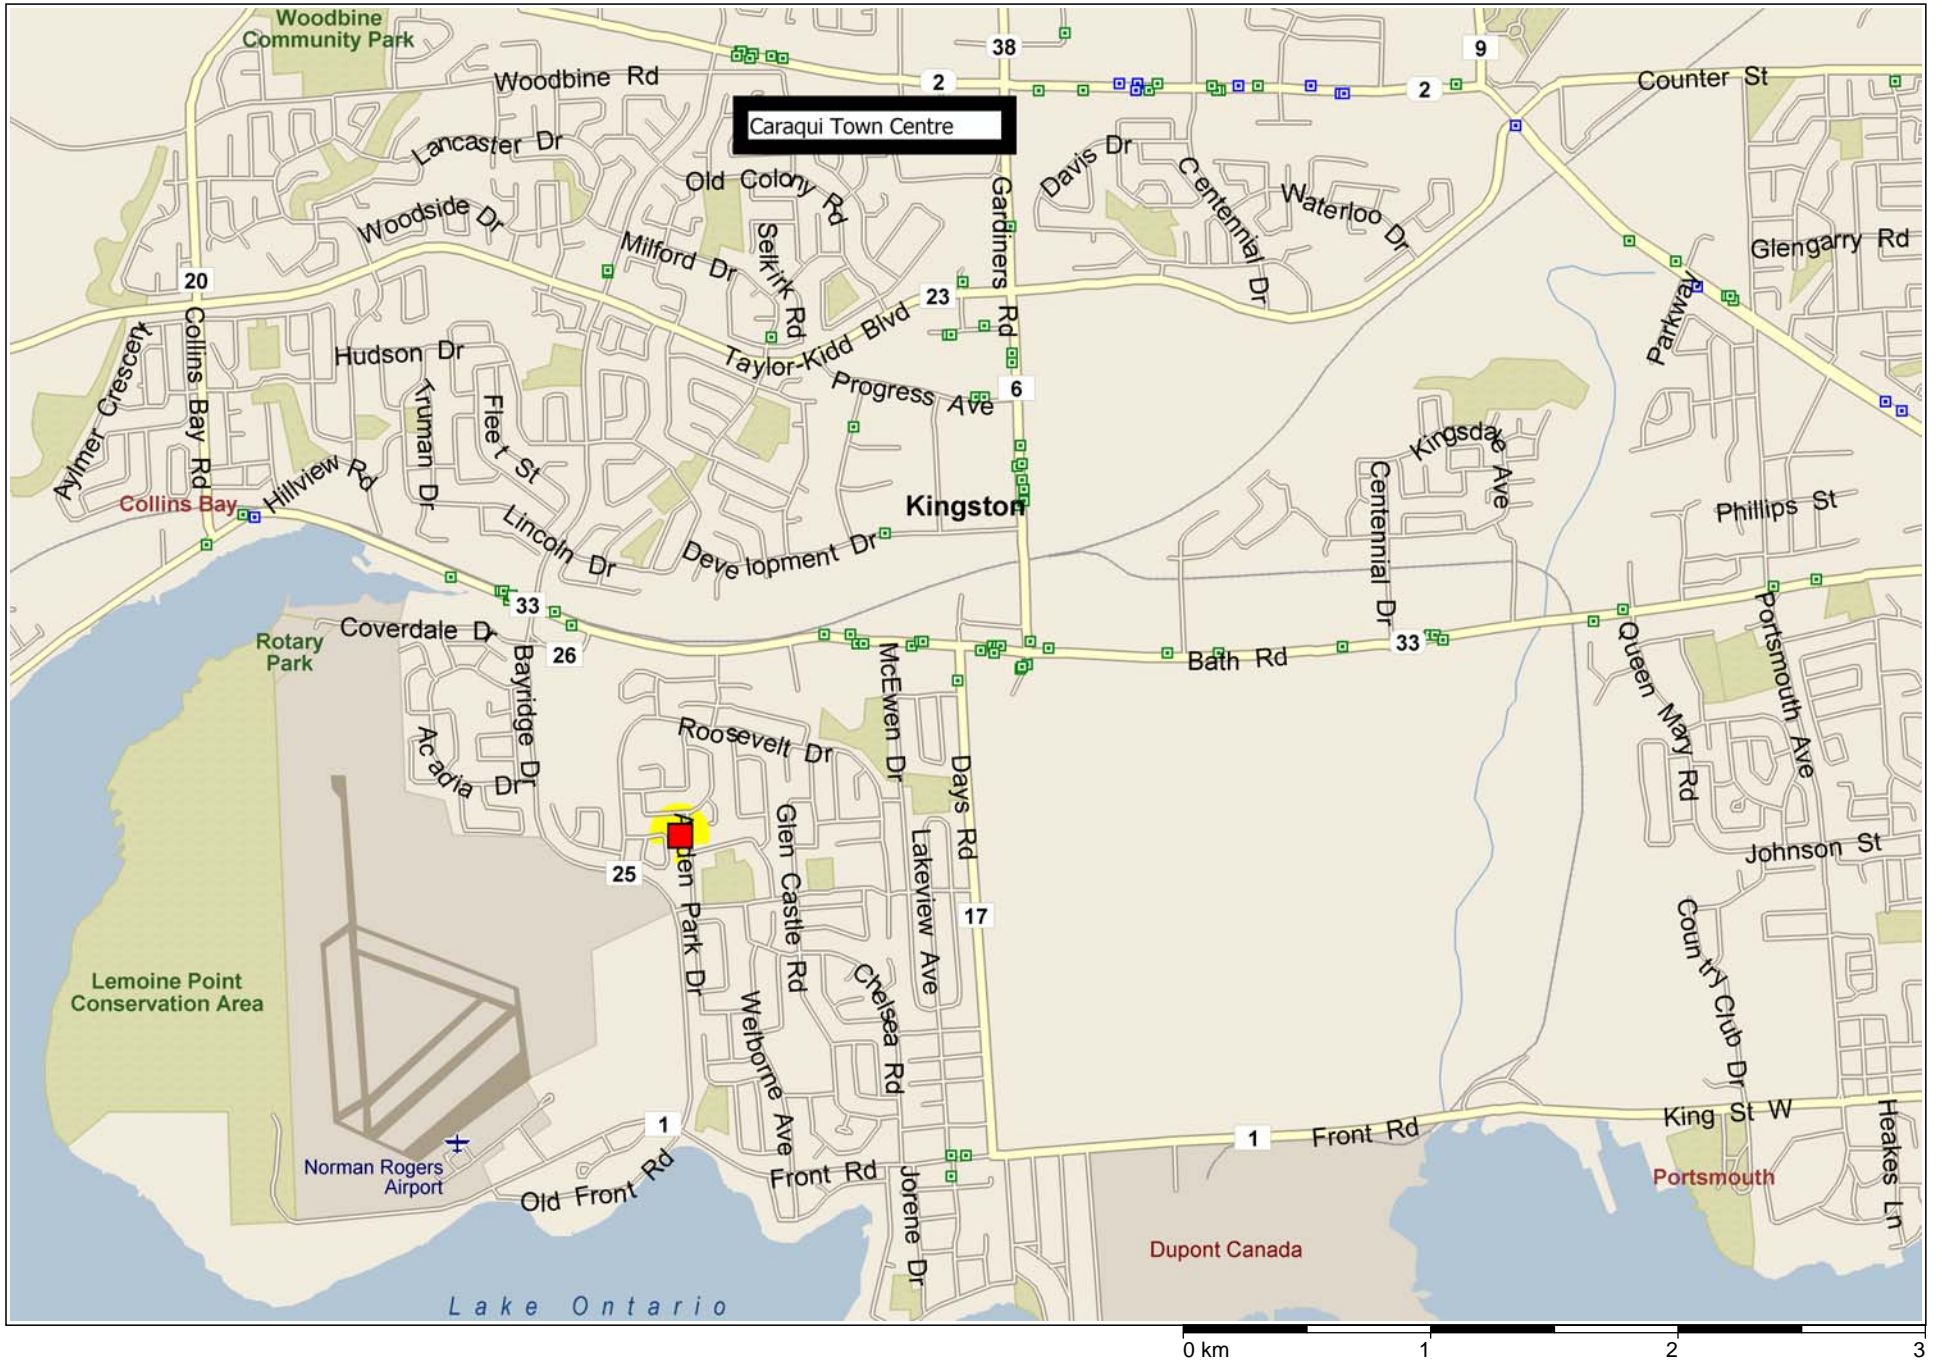 Woodbine
Community Park
38
9
Woodbine Rd
2
2
Counter St
Caraqui Town Centre
Lancaster Dr
Davis Dr
Old Colony Rd
Centennial Dr
Waterloo Dr
Gardiners Rd
Woodside Dr
Selkirk Rd
Milford Dr
Glengarry Rd
20
23
Parkway
Collins Bay Rd
Aylmer Crescent
Hudson Dr
Taylor-Kidd Blvd
Progress Ave
6
Truman Dr
Fleet St
Kingsdale Ave
Centennial Dr
Hillview Rd
Collins Bay
Kingston
Phillips St
Lincoln Dr
Development Dr
33
Coverdale Dr
Rotary
Park
26
33
Bath Rd
Queen Mary Rd
Portsmouth Ave
Bayridge Dr
McEwen Dr
Roosevelt Dr
Acadia Dr
Days Rd
Glen Castle Rd
Lakeview Ave
Johnson St
25
Park Dr
17
Country Club Dr
Lemoine Point
Conservation Area
Chelsea Rd
Welborne Ave
1
1
Front Rd
King St W
Heakes Ln
Norman Rogers
Airport
Old Front Rd
Front Rd
Jorene Dr
Portsmouth
Dupont Canada
Lake Ontario
0 km 1 2 3